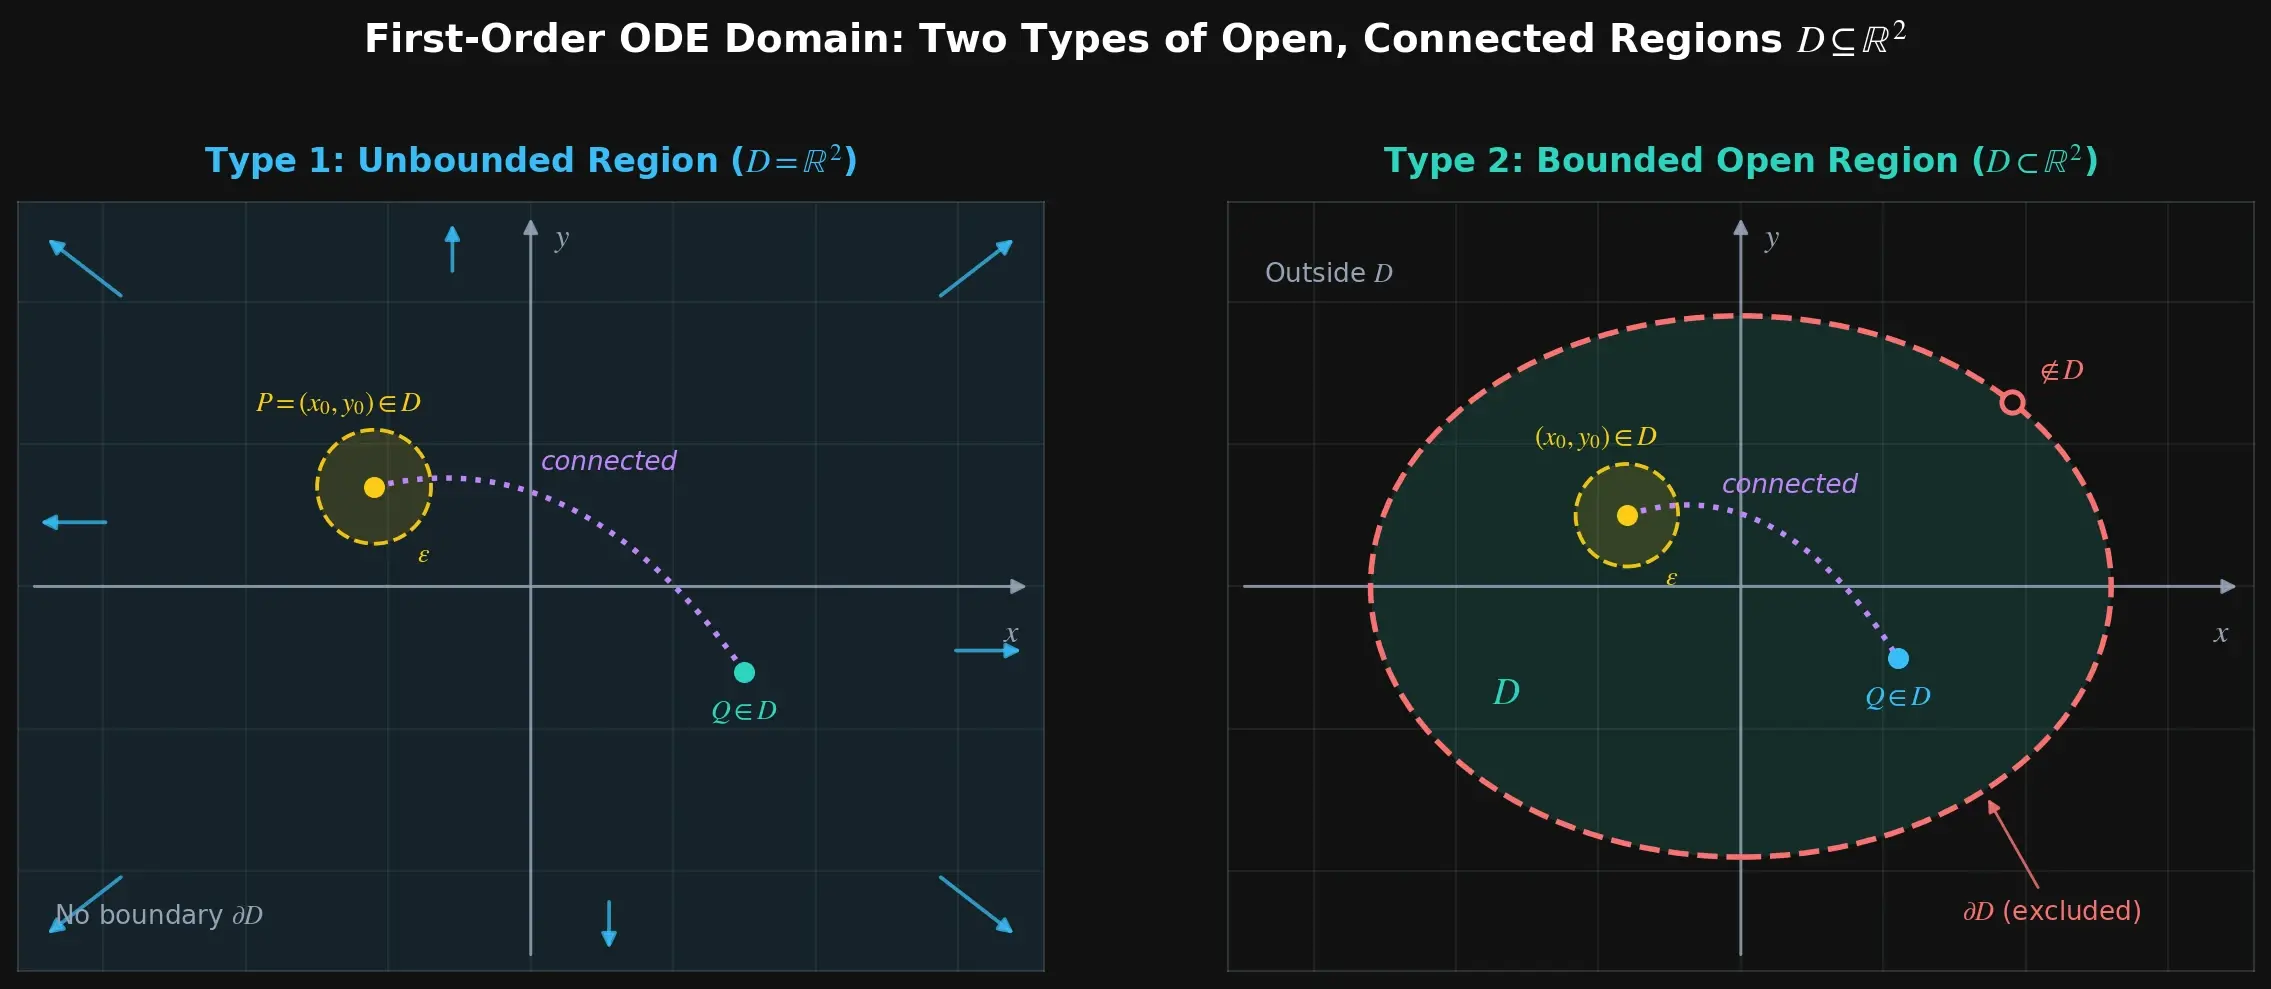 First-Order ODE Domain: Two Types of Open, Connected Regions D⊆ℝ²
Type 1: Unbounded Region (D=ℝ²)
y
P=(x₀,y₀)∈D
connected
ε
x
Q∈D
No boundary ∂D
Type 2: Bounded Open Region (D⊂ℝ²)
y
Outside D
∉D
(x₀,y₀)∈D
connected
ε
x
D
Q∈D
∂D (excluded)